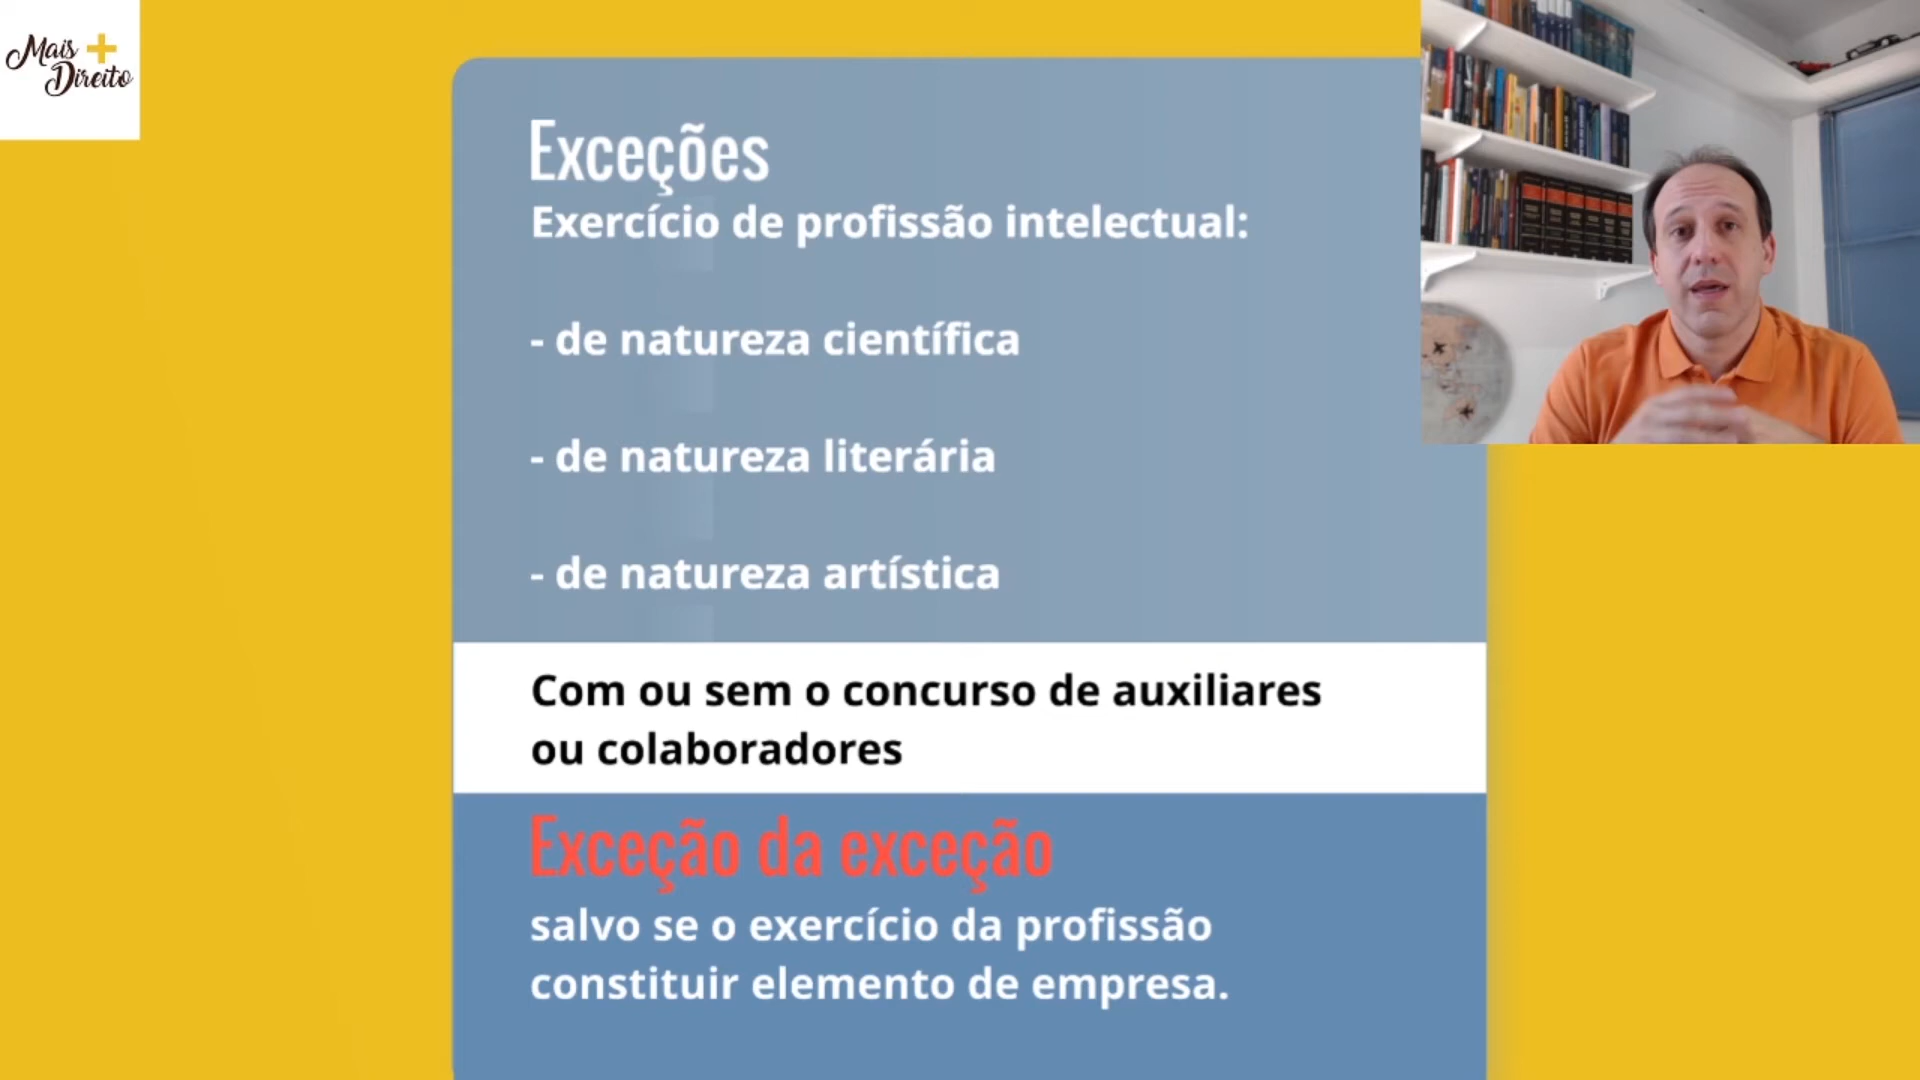 Mais +
Direito
Exceções
Exercício de profissão intelectual:
- de natureza científica
- de natureza literária
- de natureza artística
Com ou sem o concurso de auxiliares
ou colaboradores
Exceção da exceção
salvo se o exercício da profissão
constituir elemento de empresa.